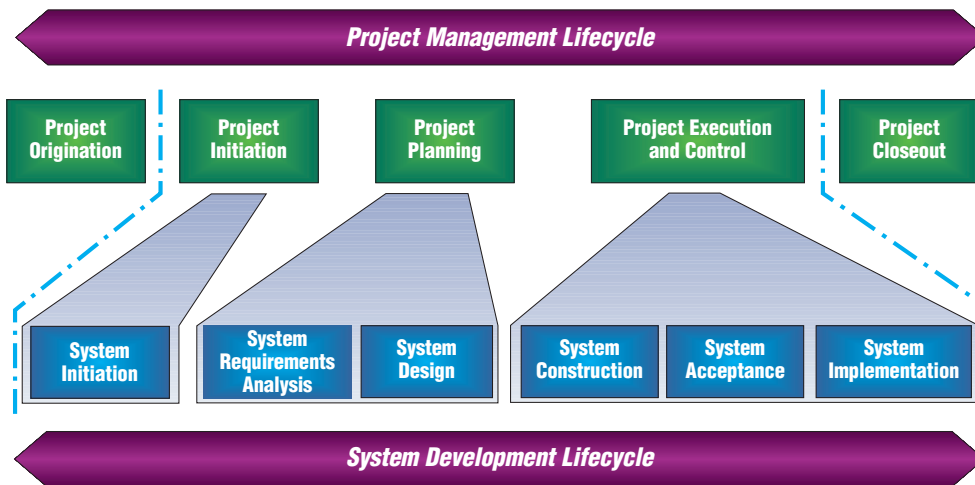 Project Management Lifecycle
Project
Origination
Project
Initiation
Project
Planning
Project Execution
and Control
Project
Closeout
System
Initiation
System
Requirements
Analysis
System
Design
System
Construction
System
Acceptance
System
Implementation
System Development Lifecycle